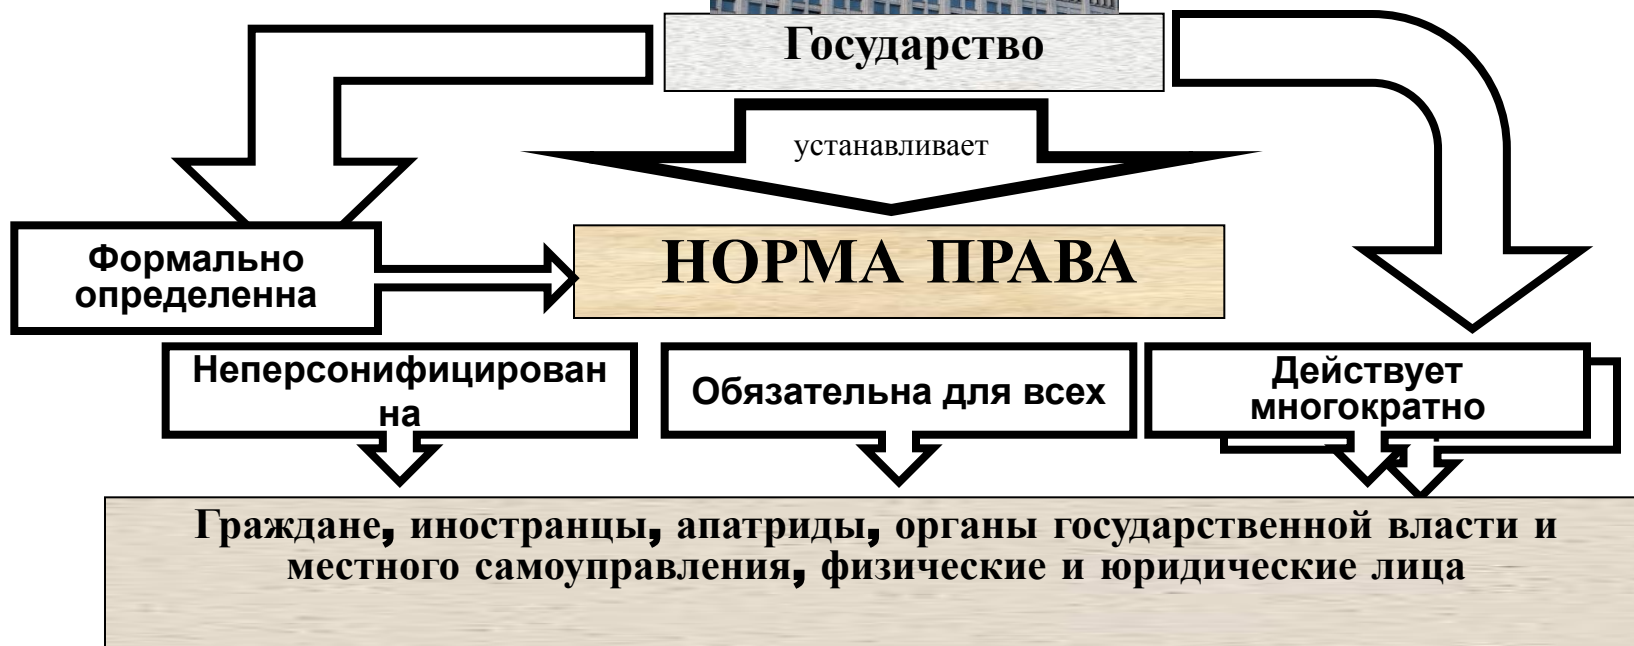 Государство
устанавливает
Формально
определенна
НОРМА ПРАВА
Неперсонифицирован
на
Обязательна для всех
Действует
многократно
Граждане, иностранцы, апатриды, органы государственной власти и
местного самоуправления, физические и юридические лица